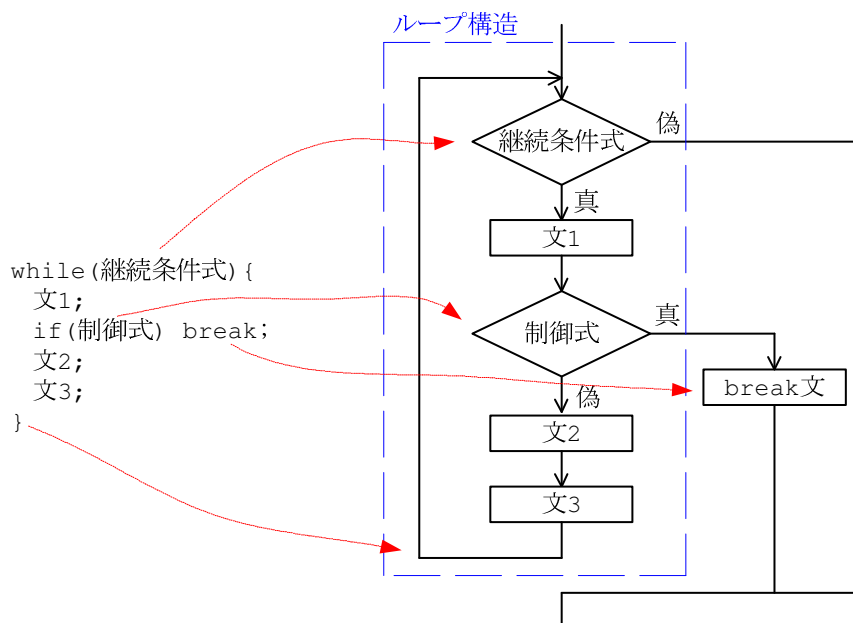 ループ構造
継続条件式
偽
真
文1
while(継続条件式){
文1;
if(制御式) break;
文2;
文3;
}
制御式
真
break文
偽
文2
文3